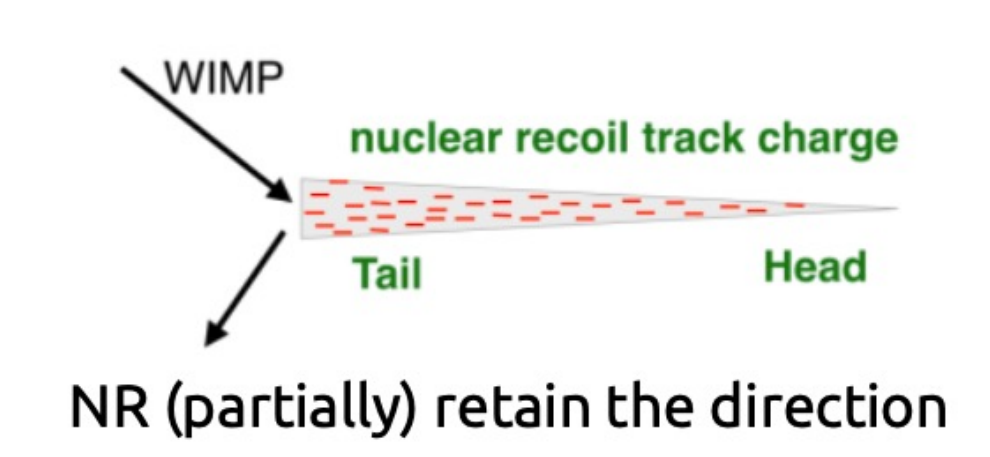 WIMP
nuclear recoil track charge
Tail
Head
NR (partially) retain the direction